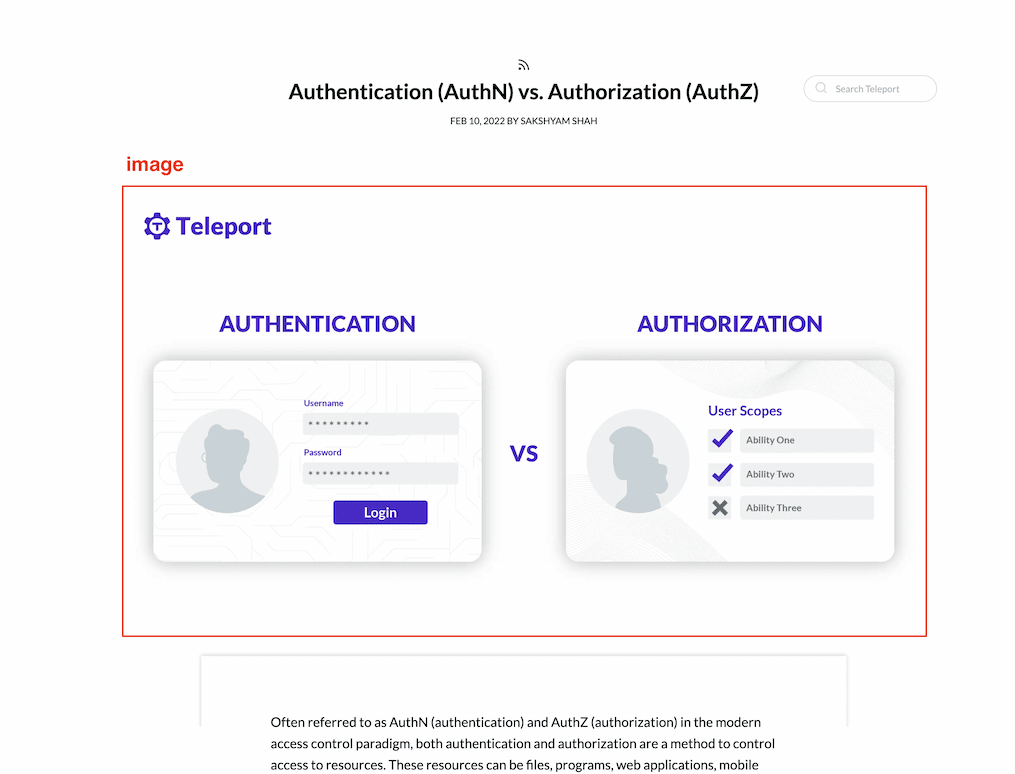 Authentication (AuthN) vs. Authorization (AuthZ)
Search Teleport
FEB 10, 2022 BY SAKSHYAM SHAH
image
Teleport
AUTHENTICATION
Username
*********
Password
************
Login
VS
AUTHORIZATION
User Scopes
Ability One
Ability Two
Ability Three
Often referred to as AuthN (authentication) and AuthZ (authorization) in the modern
access control paradigm, both authentication and authorization are a method to control
access to resources. These resources can be files, programs, web applications, mobile